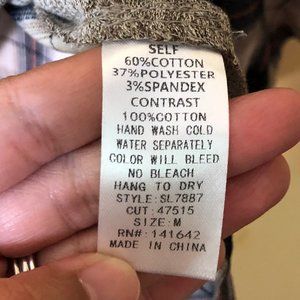 SELF
60%COTTON
37%POLYESTER
3%SPANDEX
CONTRAST
100%COTTON
HAND WASH COLD
WATER SEPARATELY
COLOR WILL BLEED
NO BLEACH
HANG TO DRY
STYLE:SL7887
CUT:47515
SIZE:M
RN#:141642
MADE IN CHINA